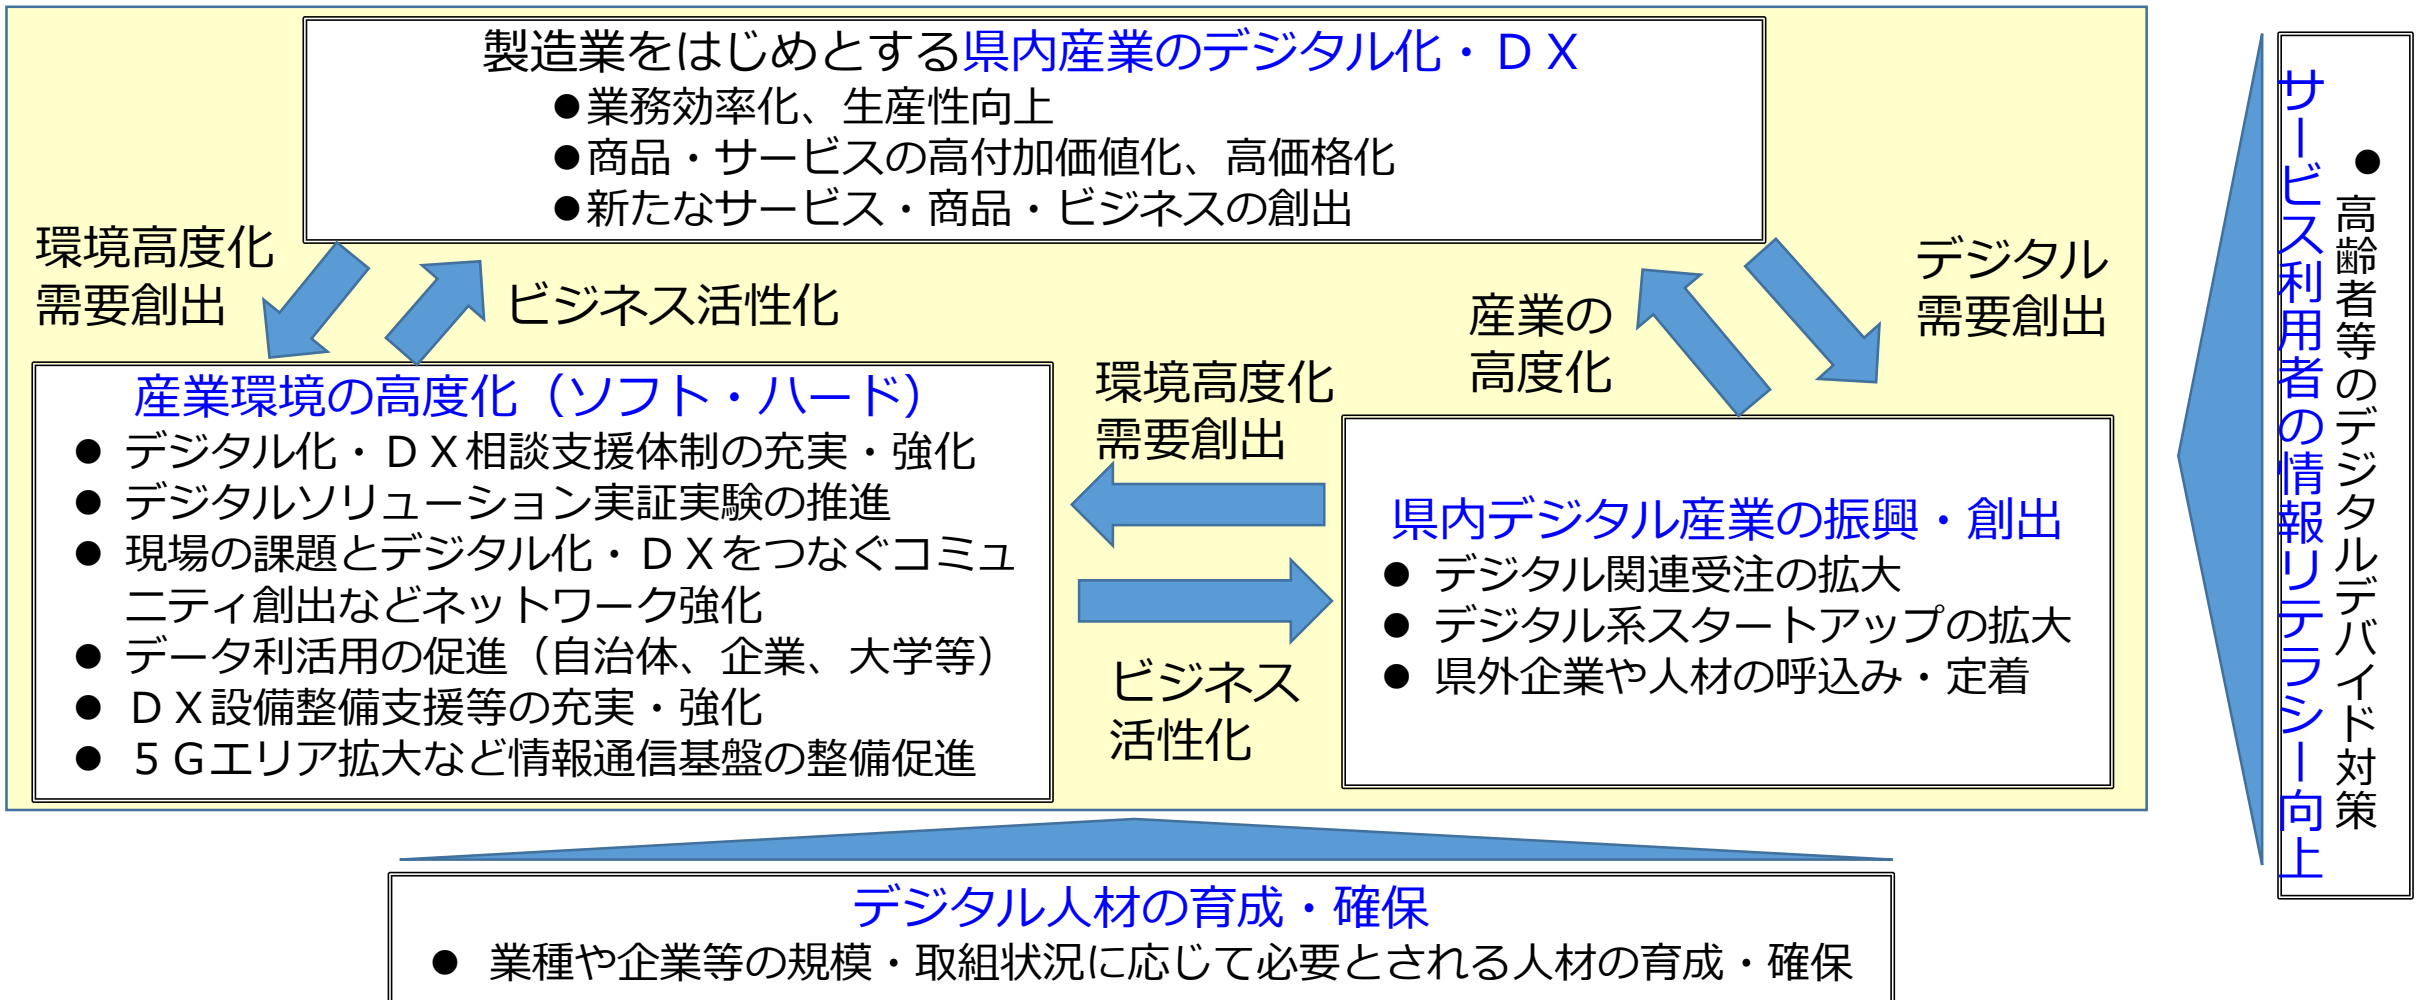 製造業をはじめとする県内産業のデジタル化・ＤＸ
●業務効率化、生産性向上
●商品・サービスの高付加価値化、高価格化
●新たなサービス・商品・ビジネスの創出
環境高度化
需要創出
ビジネス活性化
産業の
高度化
デジタル
需要創出
産業環境の高度化（ソフト・ハード）
● デジタル化・ＤＸ相談支援体制の充実・強化
● デジタルソリューション実証実験の推進
● 現場の課題とデジタル化・ＤＸをつなぐコミュ
ニティ創出などネットワーク強化
● データ利活用の促進（自治体、企業、大学等）
● ＤＸ設備整備支援等の充実・強化
● ５Ｇエリア拡大など情報通信基盤の整備促進
環境高度化
需要創出
ビジネス
活性化
県内デジタル産業の振興・創出
● デジタル関連受注の拡大
● デジタル系スタートアップの拡大
● 県外企業や人材の呼込み・定着
サービス利用者の情報リテラシー向上
● 高齢者等のデジタルデバイド対策
デジタル人材の育成・確保
● 業種や企業等の規模・取組状況に応じて必要とされる人材の育成・確保